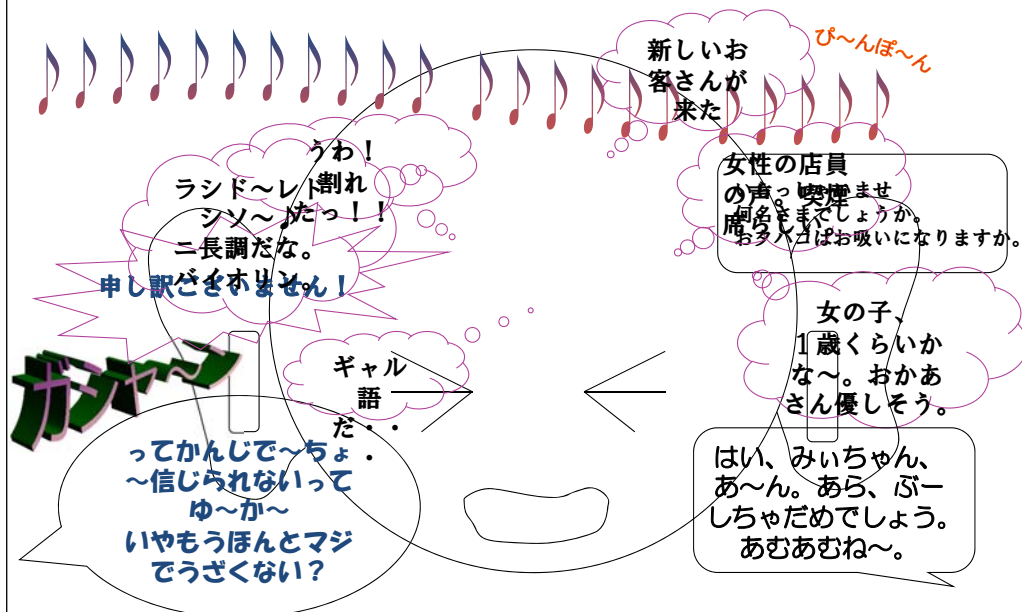 ぴ～んぽ～ん
新しいお
客さんが
来た
うわ！
割れ
たっ！！
ラシド～レド
シソ～♪
ニ長調だな。
バイオリン。
申し訳ございません！
女性の店員
の声。喫煙
席らしい。
いらっしゃいませ
何名さまでしょうか。
おタバコはお吸いになりますか。
女の子、
１歳くらいか
な～。おかあ
さん優しそう。
ガシャーン
ギャル
語
だ・・
・
ってかんじで～ちょ
～信じられないって
ゆ～か～
いやもうほんとマジ
でうざくない？
はい、みぃちゃん、
あ～ん。あら、ぶー
しちゃだめでしょう。
あむあむね～。